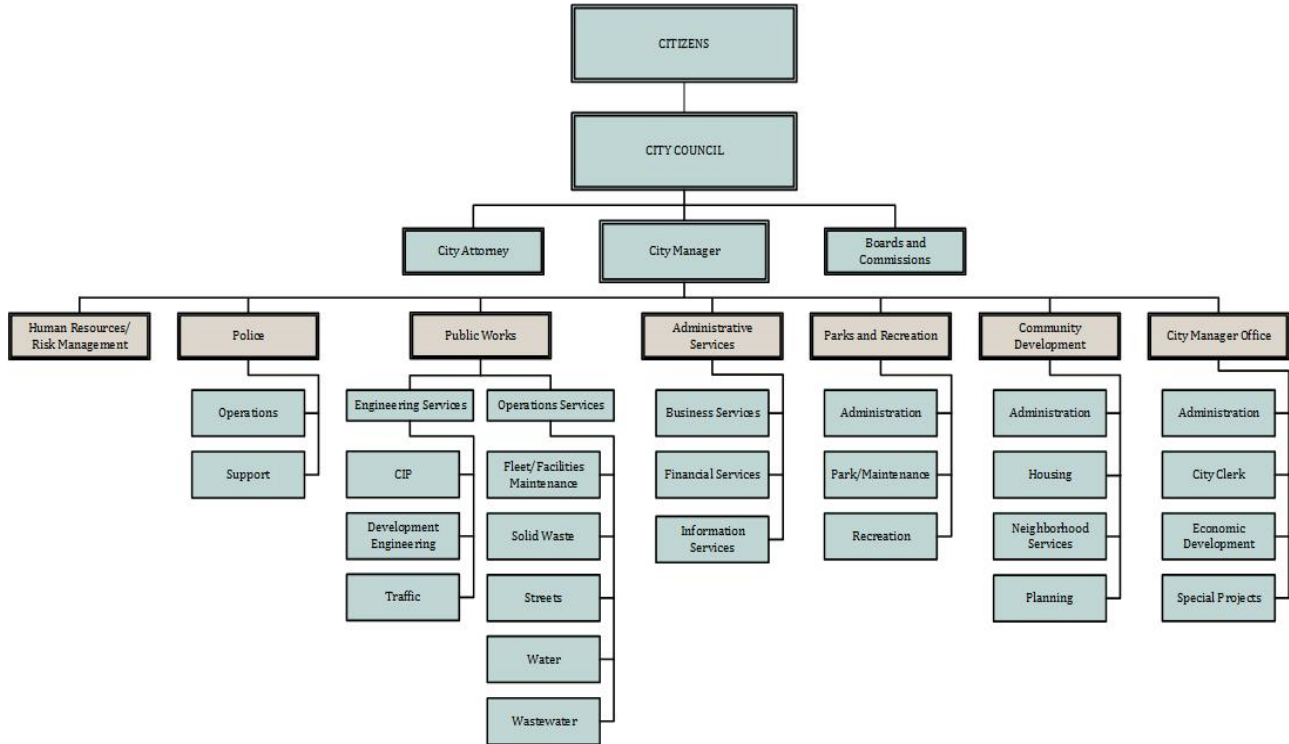 CITIZENS
CITY COUNCIL
City Attorney
City Manager
Boards and
Commissions
Human Resources/
Risk Management
Police
Public Works
Administrative
Services
Parks and Recreation
Community
Development
City Manager Office
Operations
Support
Engineering Services
CIP
Development
Engineering
Traffic
Operations Services
Fleet/Facilities
Maintenance
Solid Waste
Streets
Water
Wastewater
Business Services
Financial Services
Information
Services
Administration
Park/Maintenance
Recreation
Administration
Housing
Neighborhood
Services
Planning
Administration
City Clerk
Economic
Development
Special Projects